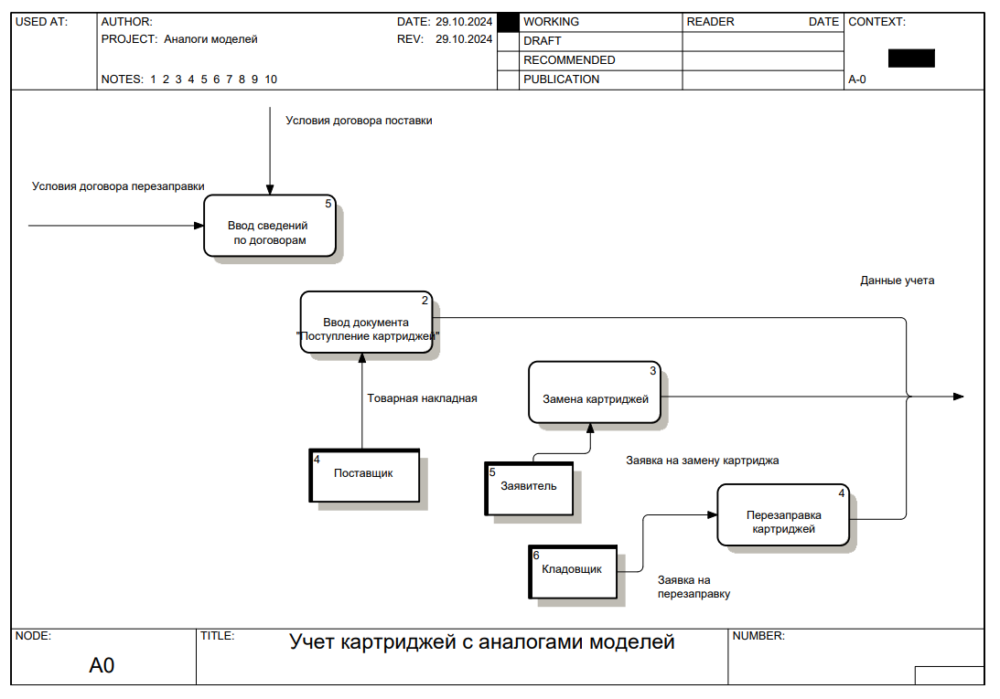 USED AT:
AUTHOR:
DATE: 29.10.2024
PROJECT: Аналоги моделей
REV: 29.10.2024
NOTES: 1 2 3 4 5 6 7 8 9 10
WORKING
DRAFT
RECOMMENDED
PUBLICATION
READER
DATE
CONTEXT:
A-0
Условия договора поставки
Условия договора перезаправки
5
Ввод сведений
по договорам
Данные учета
2
Ввод документа
"Поступление картриджей"
3
Замена картриджей
Товарная накладная
4
Поставщик
Заявка на замену картриджа
5
Заявитель
4
Перезаправка
картриджей
6
Кладовщик
Заявка на
перезаправку
NODE:
A0
TITLE:
Учет картриджей с аналогами моделей
NUMBER: